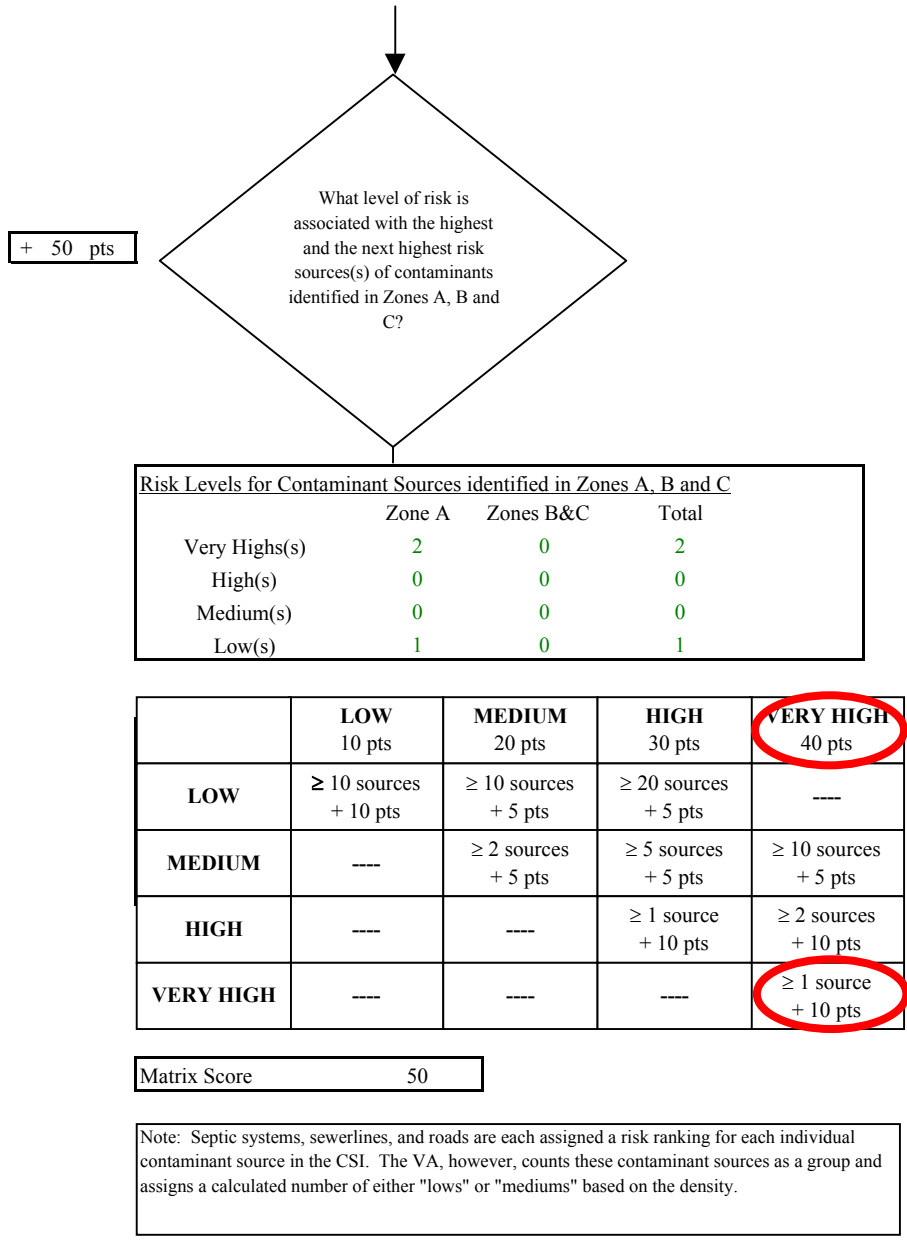 What level of risk is
associated with the highest
and the next highest risk
sources(s) of contaminants
identified in Zones A, B and
C?
+ 50 pts
Risk Levels for Contaminant Sources identified in Zones A, B and C
Zone A Zones B&C Total
Very Highs(s) 2 0 2
High(s) 0 0 0
Medium(s) 0 0 0
Low(s) 1 0 1
LOW MEDIUM HIGH VERY HIGH
10 pts 20 pts 30 pts 40 pts
LOW ≥ 10 sources + 10 pts ≥ 10 sources + 5 pts ≥ 20 sources + 5 pts ----
MEDIUM ---- ≥ 2 sources + 5 pts ≥ 5 sources + 5 pts ≥ 10 sources + 5 pts
HIGH ---- ---- ≥ 1 source + 10 pts ≥ 2 sources + 10 pts
VERY HIGH ---- ---- ---- ≥ 1 source + 10 pts
Matrix Score 50
Note: Septic systems, sewerlines, and roads are each assigned a risk ranking for each individual
contaminant source in the CSI. The VA, however, counts these contaminant sources as a group and
assigns a calculated number of either "lows" or "mediums" based on the density.